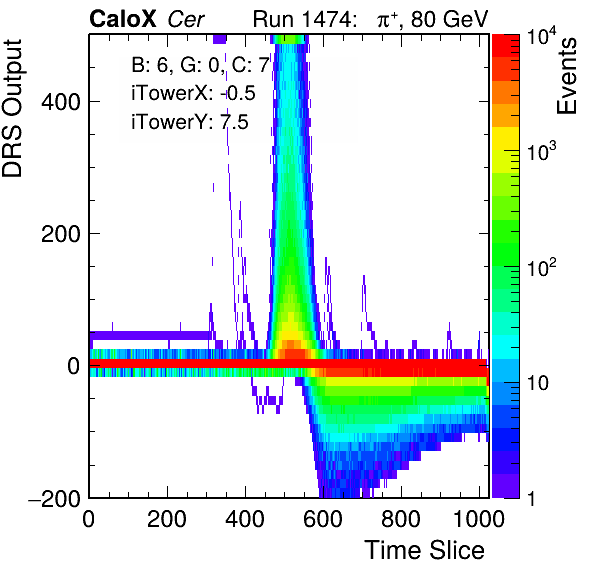 CaloX Cer Run 1474: π⁺, 80 GeV
B: 6, G: 0, C: 7
iTowerX: -0.5
iTowerY: 7.5
DRS Output
400
200
0
−200
0 200 400 600 800 1000
Time Slice
Events
10⁴
10³
10²
10
1